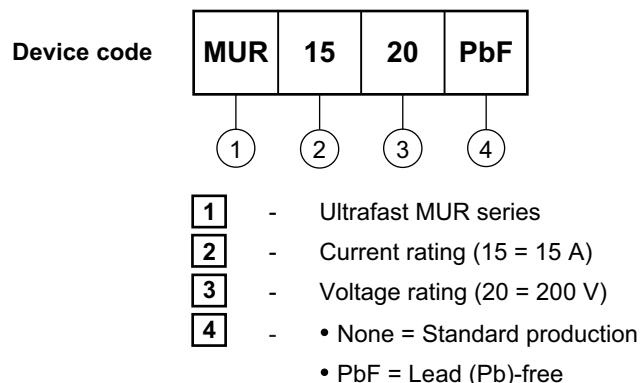 Device code MUR 15 20 PbF
1 2 3 4
1 - Ultrafast MUR series
2 - Current rating (15 = 15 A)
3 - Voltage rating (20 = 200 V)
4 - • None = Standard production
• PbF = Lead (Pb)-free